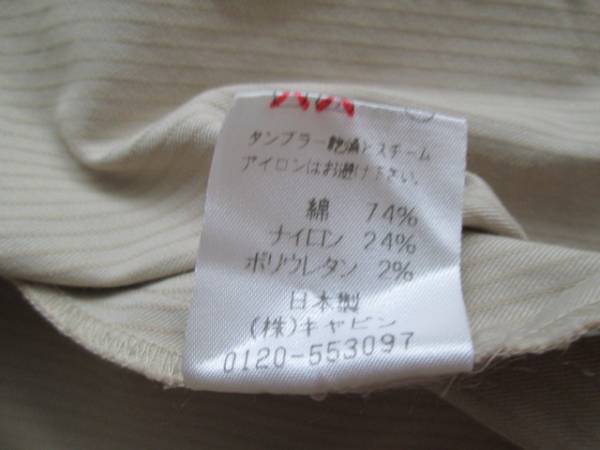 タンブラー乾燥とスチーム
アイロンはお避け下さい。
綿 74%
ナイロン 24%
ポリウレタン 2%
日本製
(株)キャビン
0120-553097